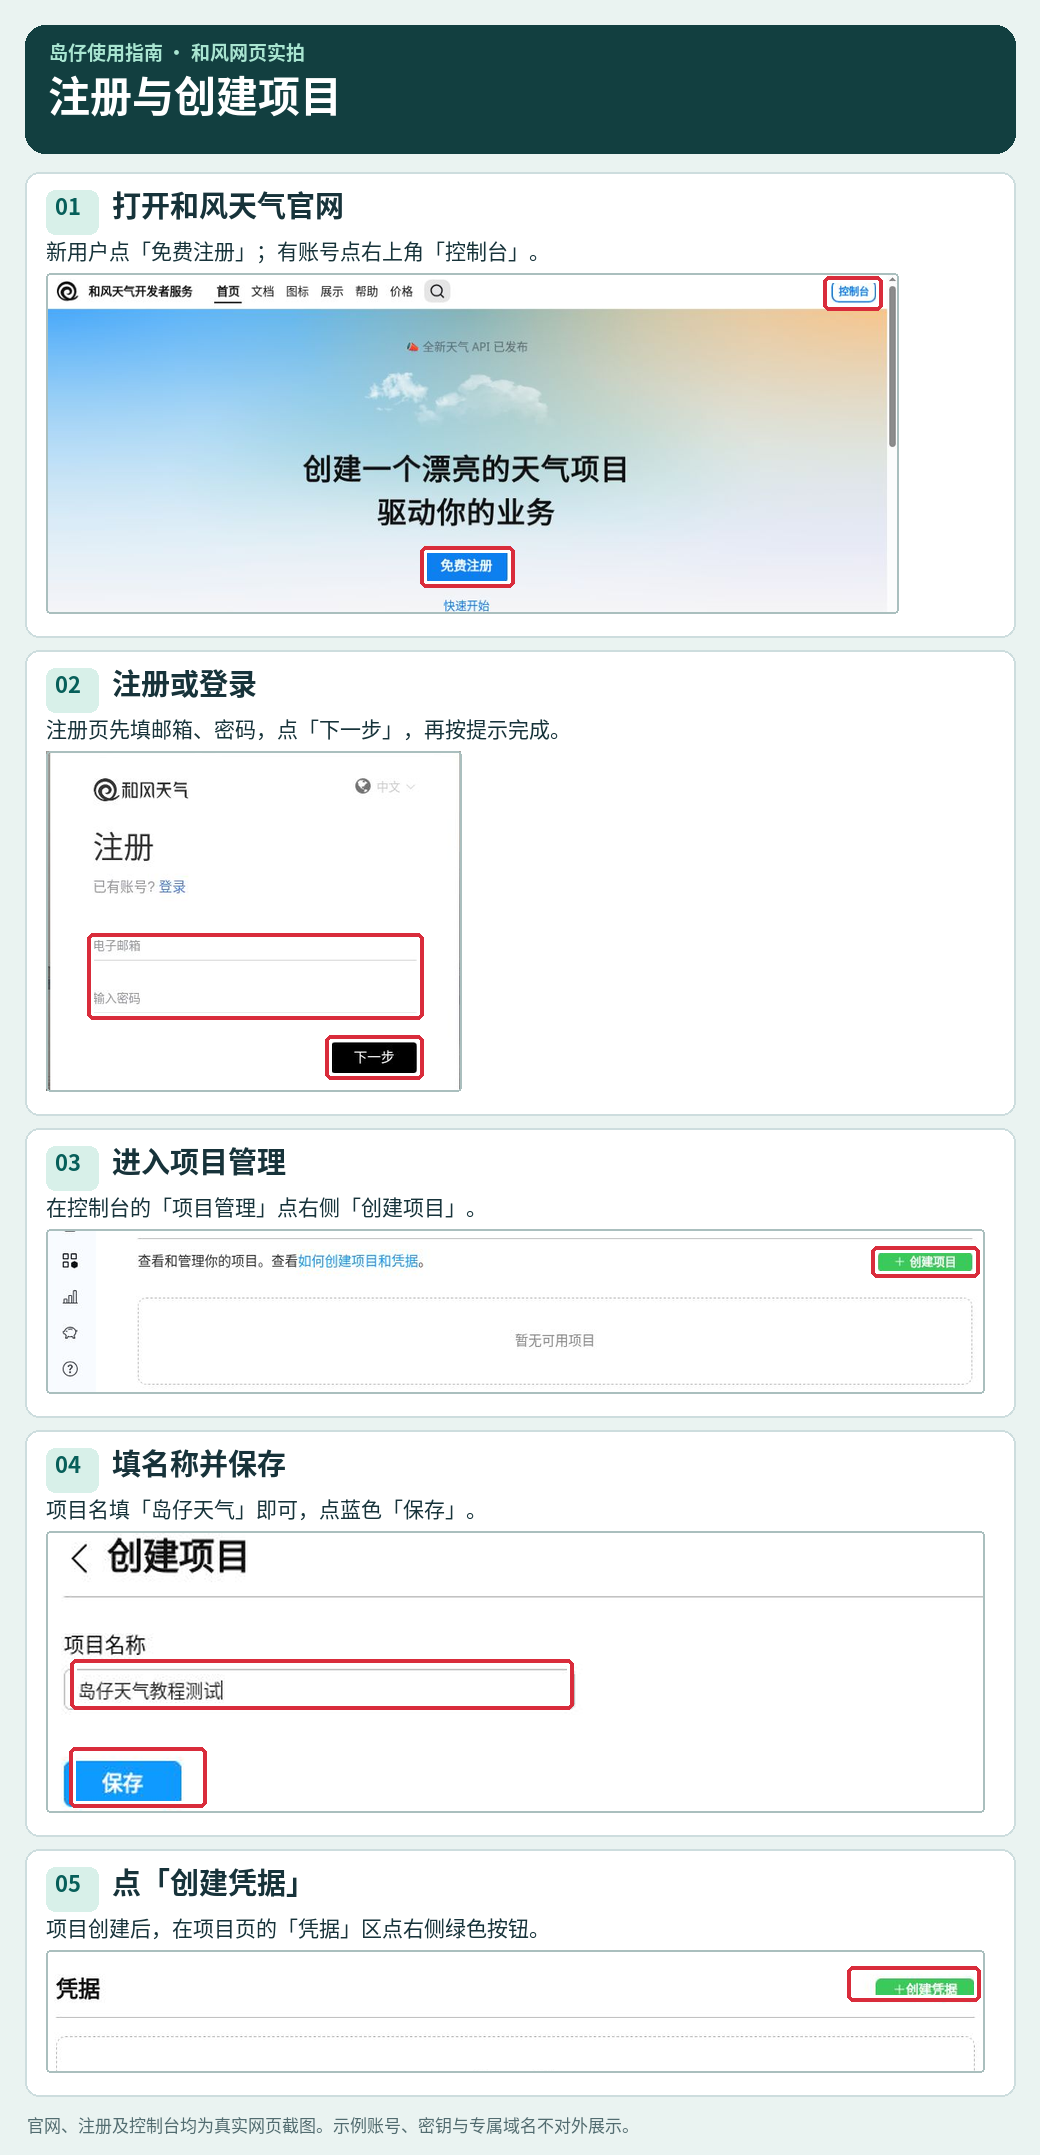 岛仔使用指南 · 和风网页实拍
注册与创建项目
01 打开和风天气官网
新用户点「免费注册」；有账号点右上角「控制台」。
和风天气开发者服务 首页 文档 图标 展示 帮助 价格 控制台
全新天气 API 已发布
创建一个漂亮的天气项目
驱动你的业务
免费注册
快速开始
02 注册或登录
注册页先填邮箱、密码，点「下一步」，再按提示完成。
和风天气 中文
注册
已有账号? 登录
电子邮箱
输入密码
下一步
03 进入项目管理
在控制台的「项目管理」点右侧「创建项目」。
查看和管理你的项目。查看如何创建项目和凭据。 + 创建项目
暂无可用项目
04 填名称并保存
项目名填「岛仔天气」即可，点蓝色「保存」。
创建项目
项目名称
岛仔天气教程测试
保存
05 点「创建凭据」
项目创建后，在项目页的「凭据」区点右侧绿色按钮。
凭据 +创建凭据
官网、注册及控制台均为真实网页截图。示例账号、密钥与专属域名不对外展示。